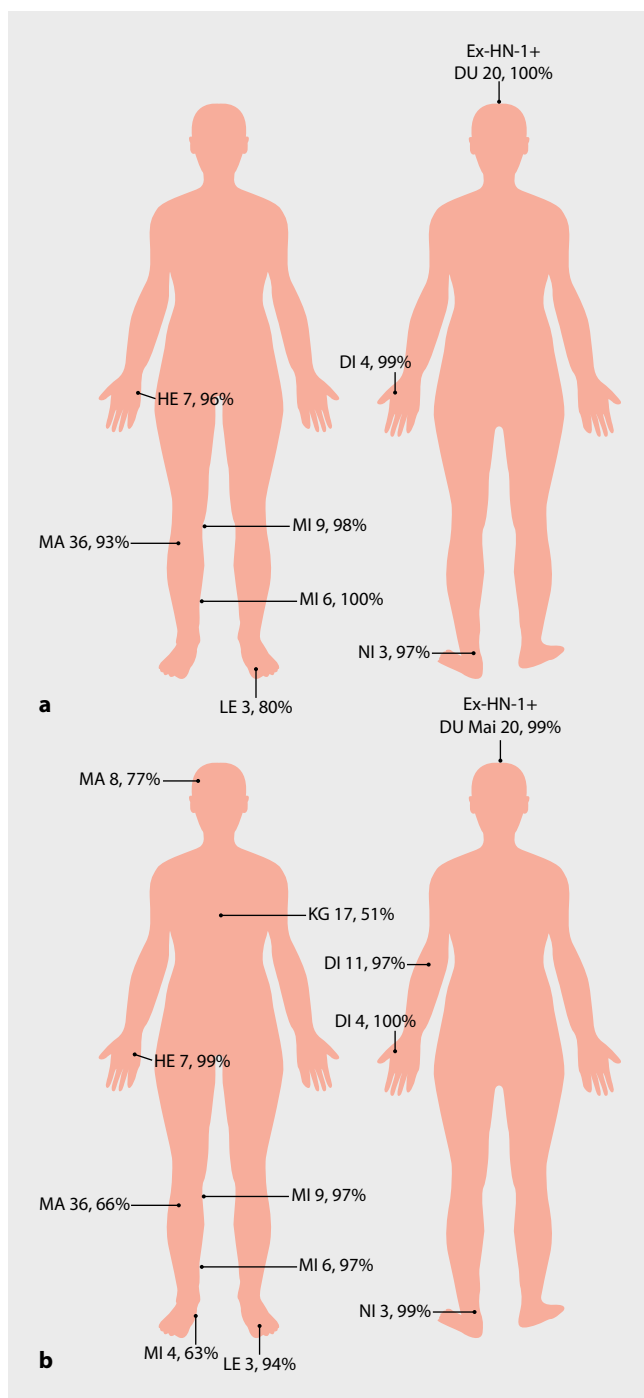 Ex-HN-1+
DU 20, 100%
DI 4, 99%
HE 7, 96%
MI 9, 98%
MA 36, 93%
MI 6, 100%
NI 3, 97%
LE 3, 80%
a
Ex-HN-1+
DU Mai 20, 99%
MA 8, 77%
KG 17, 51%
DI 11, 97%
DI 4, 100%
HE 7, 99%
MI 9, 97%
MA 36, 66%
MI 6, 97%
NI 3, 99%
MI 4, 63%
LE 3, 94%
b